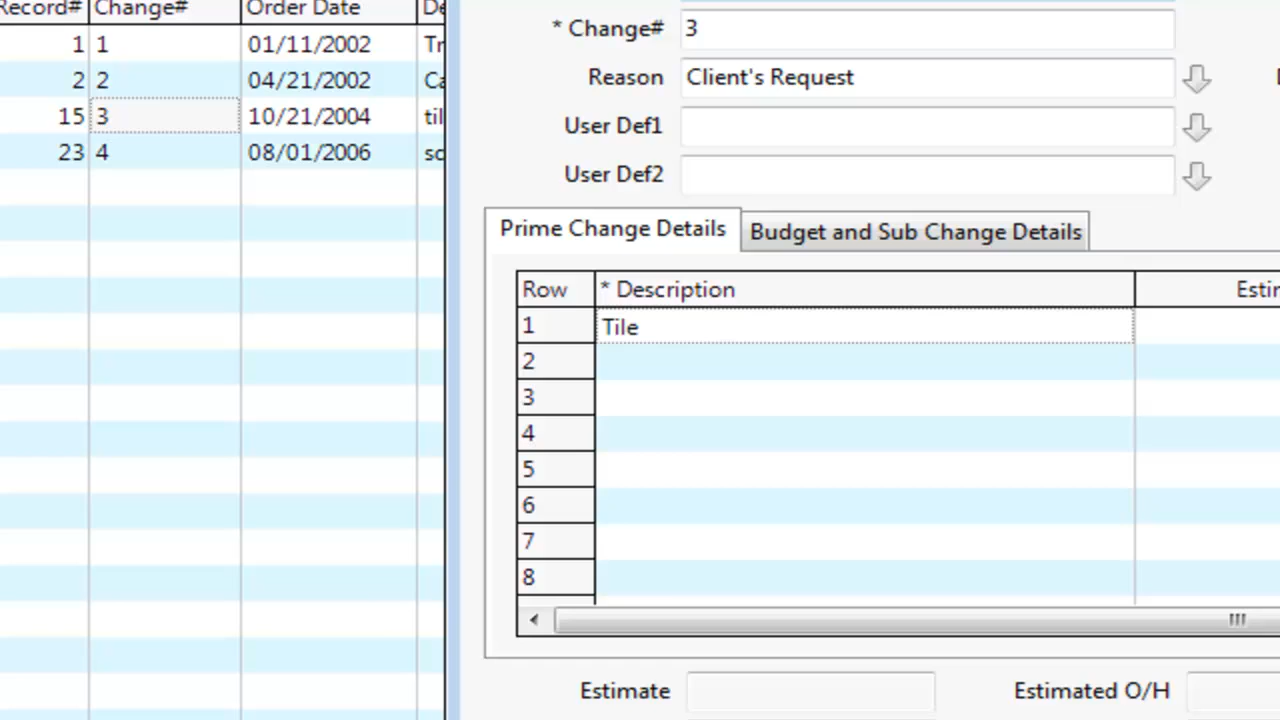 Record# Change# Order Date
1 1 01/11/2002
2 2 04/21/2002
15 3 10/21/2004 til
23 4 08/01/2006
* Change# 3
Reason Client's Request
User Def1
User Def2
Prime Change Details Budget and Sub Change Details
Row * Description
1 Tile
2
3
4
5
6
7
8
Estimate Estimated O/H